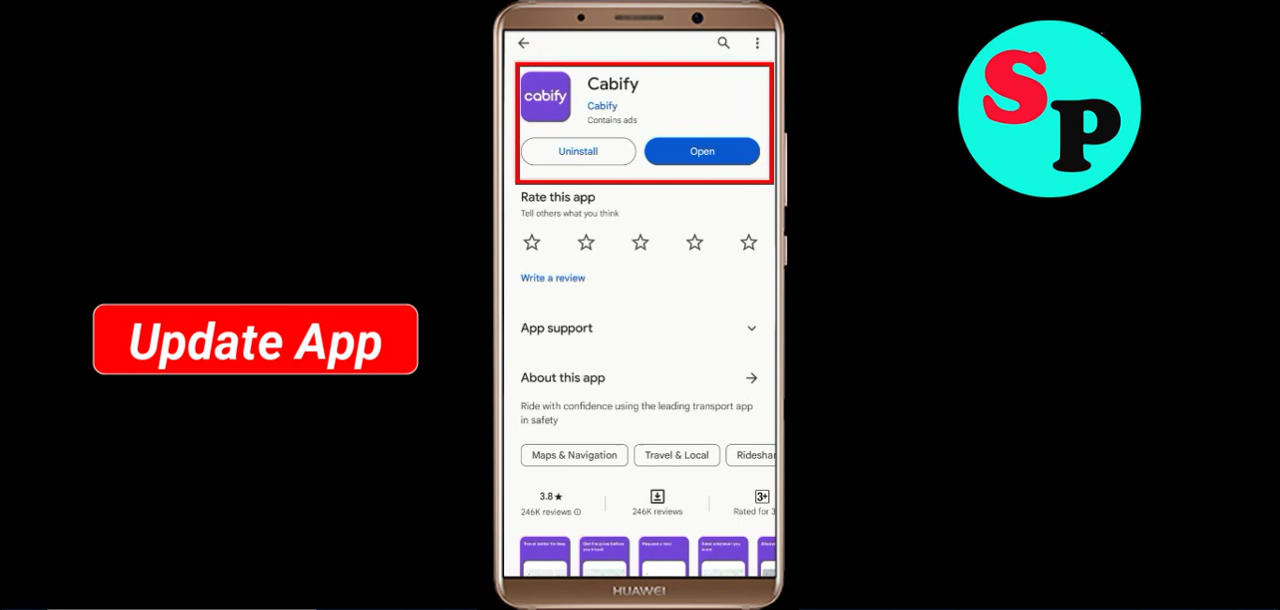 cabify
Cabify
Cabify
Contains ads
Uninstall
Open
Rate this app
Tell others what you think
Write a review
App support
About this app
Ride with confidence using the leading transport app
in safety
Maps & Navigation
Travel & Local
Rideshar
3.8★
246K reviews
246K reviews
3+
Rated for 3
HUAWEI
Update App
SP